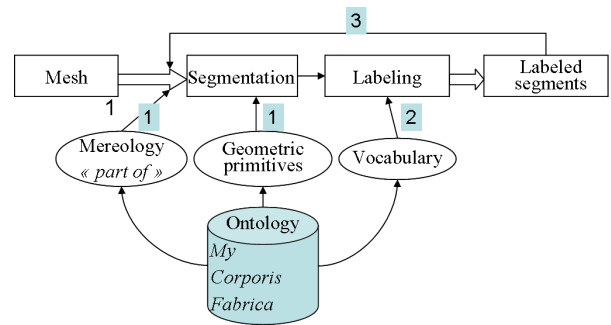 3
Mesh
Segmentation
Labeling
Labeled
segments
1
1
1
2
Mereology
« part of »
Geometric
primitives
Vocabulary
Ontology
My
Corporis
Fabrica